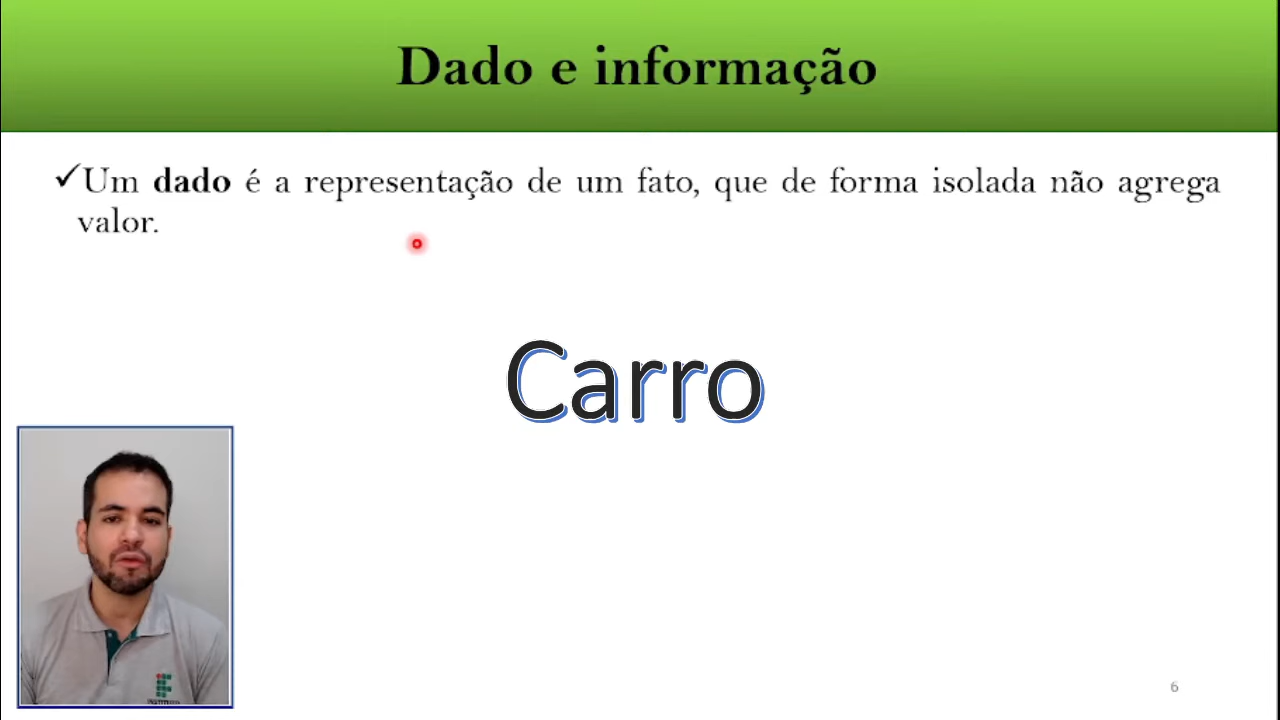 Dado e informação
✓Um dado é a representação de um fato, que de forma isolada não agrega
valor.
Carro
6